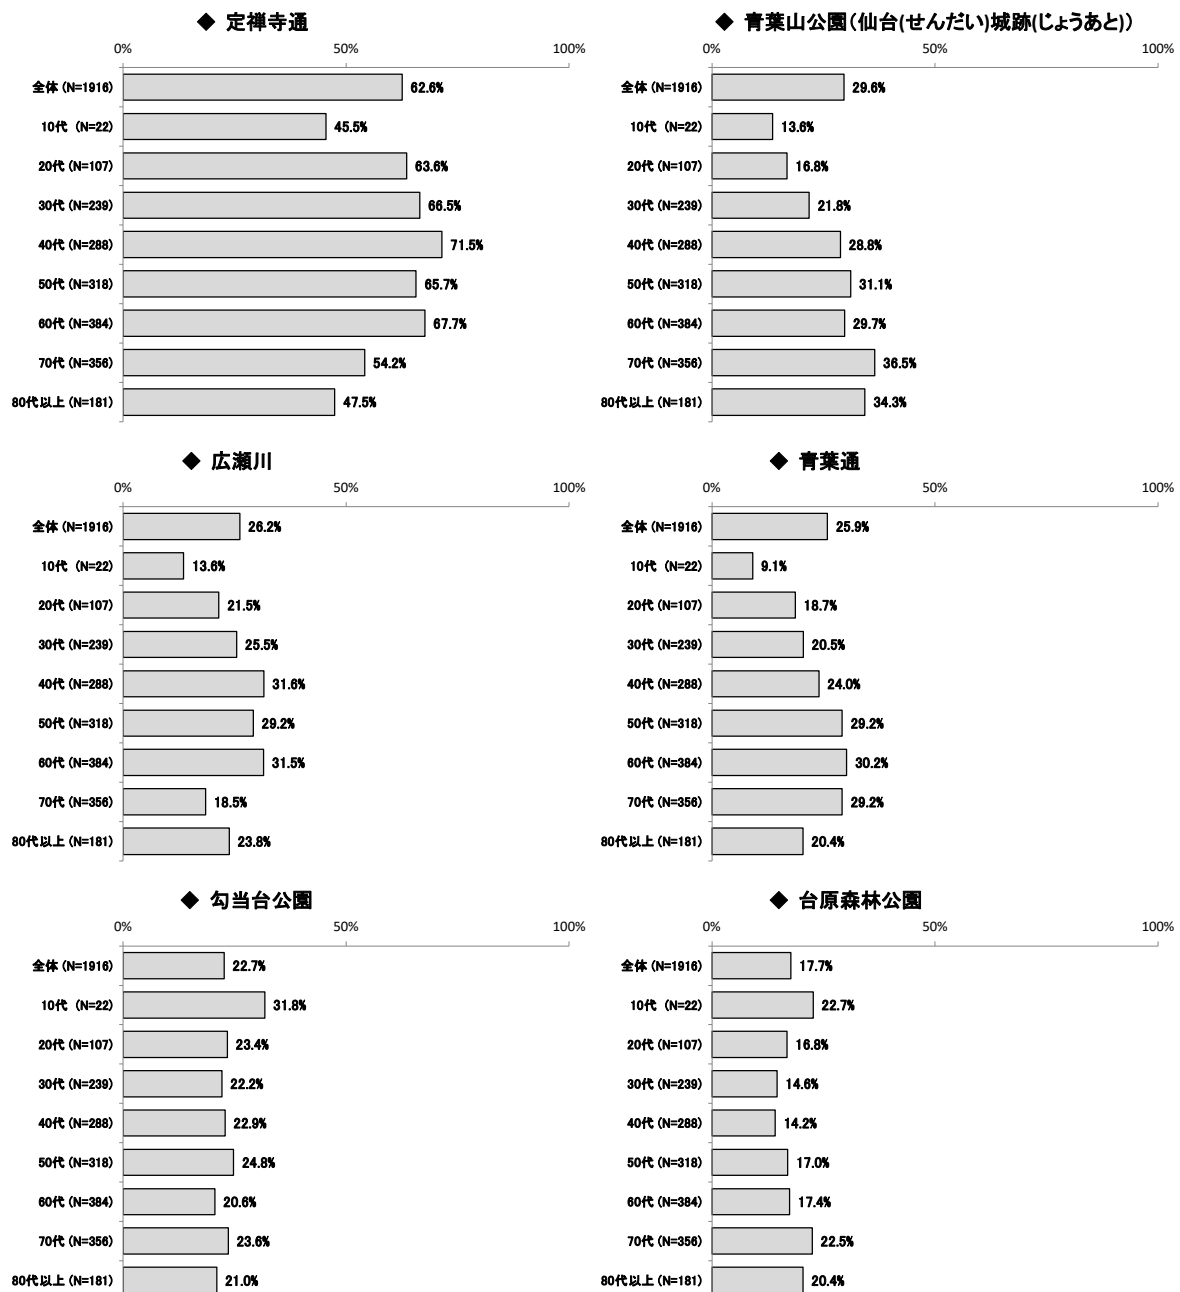 ◆ 定禅寺通
0% 50% 100%
全体 (N=1916) 62.6%
10代 (N=22) 45.5%
20代 (N=107) 63.6%
30代 (N=239) 66.5%
40代 (N=288) 71.5%
50代 (N=318) 65.7%
60代 (N=384) 67.7%
70代 (N=356) 54.2%
80代以上 (N=181) 47.5%
◆ 青葉山公園(仙台(せんだい)城跡(じょうあと))
0% 50% 100%
全体 (N=1916) 29.6%
10代 (N=22) 13.6%
20代 (N=107) 16.8%
30代 (N=239) 21.8%
40代 (N=288) 28.8%
50代 (N=318) 31.1%
60代 (N=384) 29.7%
70代 (N=356) 36.5%
80代以上 (N=181) 34.3%
◆ 広瀬川
0% 50% 100%
全体 (N=1916) 26.2%
10代 (N=22) 13.6%
20代 (N=107) 21.5%
30代 (N=239) 25.5%
40代 (N=288) 31.6%
50代 (N=318) 29.2%
60代 (N=384) 31.5%
70代 (N=356) 18.5%
80代以上 (N=181) 23.8%
◆ 青葉通
0% 50% 100%
全体 (N=1916) 25.9%
10代 (N=22) 9.1%
20代 (N=107) 18.7%
30代 (N=239) 20.5%
40代 (N=288) 24.0%
50代 (N=318) 29.2%
60代 (N=384) 30.2%
70代 (N=356) 29.2%
80代以上 (N=181) 20.4%
◆ 勾当台公園
0% 50% 100%
全体 (N=1916) 22.7%
10代 (N=22) 31.8%
20代 (N=107) 23.4%
30代 (N=239) 22.2%
40代 (N=288) 22.9%
50代 (N=318) 24.8%
60代 (N=384) 20.6%
70代 (N=356) 23.6%
80代以上 (N=181) 21.0%
◆ 台原森林公園
0% 50% 100%
全体 (N=1916) 17.7%
10代 (N=22) 22.7%
20代 (N=107) 16.8%
30代 (N=239) 14.6%
40代 (N=288) 14.2%
50代 (N=318) 17.0%
60代 (N=384) 17.4%
70代 (N=356) 22.5%
80代以上 (N=181) 20.4%